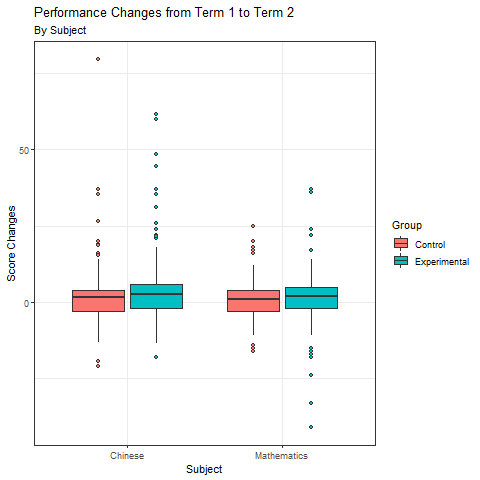 Performance Changes from Term 1 to Term 2
By Subject
Score Changes
50
0
Chinese
Mathematics
Subject
Group
Control
Experimental